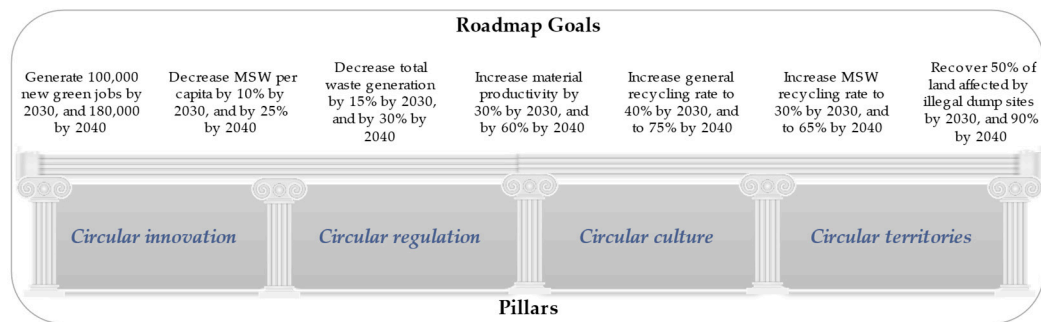 Roadmap Goals
Generate 100,000
new green jobs by
2030, and 180,000
by 2040
Decrease MSW per
capita by 10% by
2030, and by 25%
by 2040
Decrease total
waste generation
by 15% by 2030,
and by 30% by
2040
Increase material
productivity by
30% by 2030, and
by 60% by 2040
Increase general
recycling rate to
40% by 2030, and
to 75% by 2040
Increase MSW
recycling rate to
30% by 2030, and
to 65% by 2040
Recover 50% of
land affected by
illegal dump sites
by 2030, and 90%
by 2040
Circular innovation
Circular regulation
Circular culture
Circular territories
Pillars